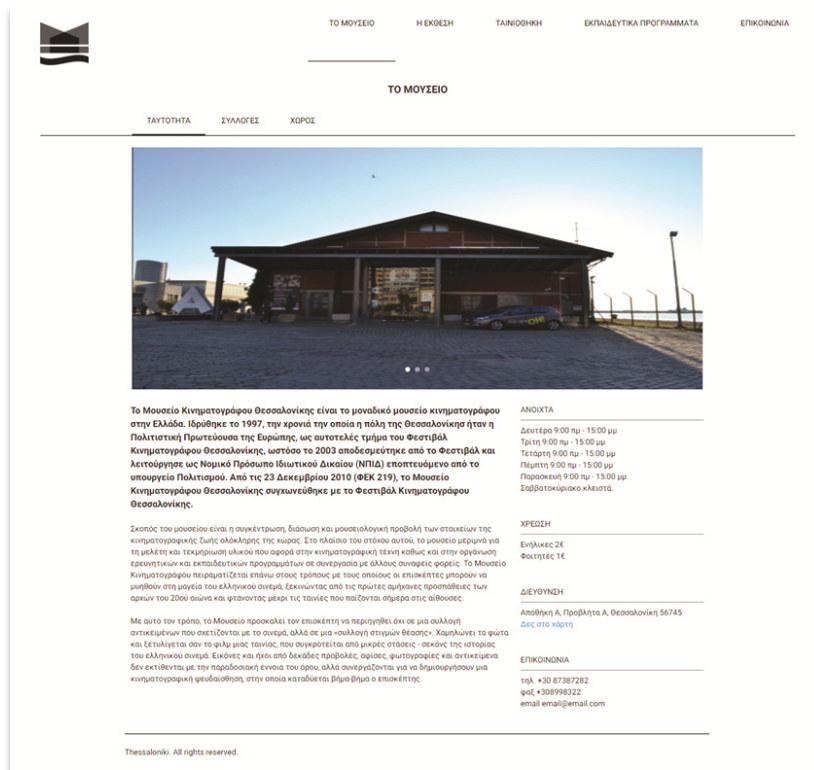 ΤΟ ΜΟΥΣΕΙΟ
Η ΕΚΘΕΣΗ
ΤΑΙΝΙΟΘΗΚΗ
ΕΚΠΑΙΔΕΥΤΙΚΑ ΠΡΟΓΡΑΜΜΑΤΑ
ΕΠΙΚΟΙΝΩΝΙΑ
ΤΟ ΜΟΥΣΕΙΟ
ΤΑΥΤΟΤΗΤΑ
ΣΥΛΛΟΓΕΣ
ΧΩΡΟΣ
Το Μουσείο Κινηματογράφου Θεσσαλονίκης είναι το μοναδικό μουσείο κινηματογράφου
στην Ελλάδα. Ιδρύθηκε το 1997, την χρονιά την οποία η πόλη της Θεσσαλονίκης ήταν η
Πολιτιστική Πρωτεύουσα της Ευρώπης, ως αυτοτελές τμήμα του Φεστιβάλ
Κινηματογράφου Θεσσαλονίκης, ωστόσο το 2003 αποδεσμεύτηκε από το Φεστιβάλ και
λειτούργησε ως Νομικό Πρόσωπο Ιδιωτικού Δικαίου (ΝΠΙΔ) εποπτευόμενο από το
υπουργείο Πολιτισμού. Από τις 23 Δεκεμβρίου 2010 (ΦΕΚ 219), το Μουσείο
Κινηματογράφου Θεσσαλονίκης συγχωνεύθηκε με το Φεστιβάλ Κινηματογράφου
Θεσσαλονίκης.
Σκοπός του μουσείου είναι η συγκέντρωση, διάσωση και μουσειολογική προβολή των στοιχείων της
κινηματογραφικής ζωής ολόκληρης της χώρας. Στο πλαίσιο του στόχου αυτού, το μουσείο μεριμνά για
τη μελέτη και τεκμηρίωση υλικού που αφορά στην κινηματογραφική τέχνη καθώς και στην οργάνωση
ερευνητικών και εκπαιδευτικών προγραμμάτων σε συνεργασία με άλλους συναφείς φορείς. Το Μουσείο
Κινηματογράφου πειραματίζεται επάνω στους τρόπους με τους οποίους οι επισκέπτες μπορούν να
μυηθούν στη μαγεία του ελληνικού σινεμά, ξεκινώντας από τις πρώτες αμήχανες προσπάθειες των
αρχών του 20ού αιώνα και φτάνοντας μέχρι τις ταινίες που παίζονται σήμερα στις αίθουσες.
Με αυτό τον τρόπο, το Μουσείο προσκαλεί τον επισκέπτη να περιηγηθεί όχι σε μια συλλογή
αντικειμένων που σχετίζονται με το σινεμά, αλλά σε μια «συλλογή στιγμών θέασης». Χαμηλώνει τα φώτα
και ξετυλίγεται σαν το φιλμ μιας ταινίας, που συγκροτείται από μικρές στάσεις - σεκάνς της ιστορίας
του ελληνικού σινεμά. Εικόνες και ήχοι από δεκάδες προβολές, αφίσες, φωτογραφίες και αντικείμενα
δεν εκτίθενται με την παραδοσιακή έννοια του όρου, αλλά συνεργάζονται για να δημιουργήσουν μια
κινηματογραφική ψευδαίσθηση, στην οποία καταδύεται βήμα-βήμα ο επισκέπτης.
ΑΝΟΙΧΤΑ
Δευτέρα 9:00 πμ - 15:00 μμ
Τρίτη 9:00 πμ - 15:00 μμ
Τετάρτη 9:00 πμ - 15:00 μμ
Πέμπτη 9:00 πμ - 15:00 μμ
Παρασκευή 9:00 πμ - 15:00 μμ
Σαββατοκύριακο κλειστά.
ΧΡΕΩΣΗ
Ενήλικες 2€
Φοιτητές 1€
ΔΙΕΥΘΥΝΣΗ
Αποθήκη Α, Προβλήτα Α, Θεσσαλονίκη 56745
Δες στο χάρτη
ΕΠΙΚΟΙΝΩΝΙΑ
τηλ. +30 87387282
φαξ +308998322
email email@email.com
Thessaloniki. All rights reserved.